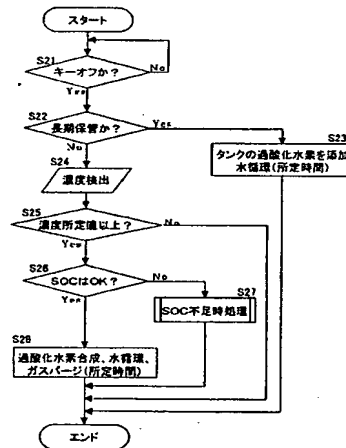 スタート
S21
キーオフか？
No
Yes
S22
長期保管か？
Yes
No
S23
タンクの過酸化水素を添加
水循環(所定時間)
S24
濃度検出
S25
濃度所定値以上？
No
Yes
S26
SOCはOK？
No
Yes
S27
SOC不足時処理
S28
過酸化水素合成、水循環、
ガスパージ(所定時間)
エンド